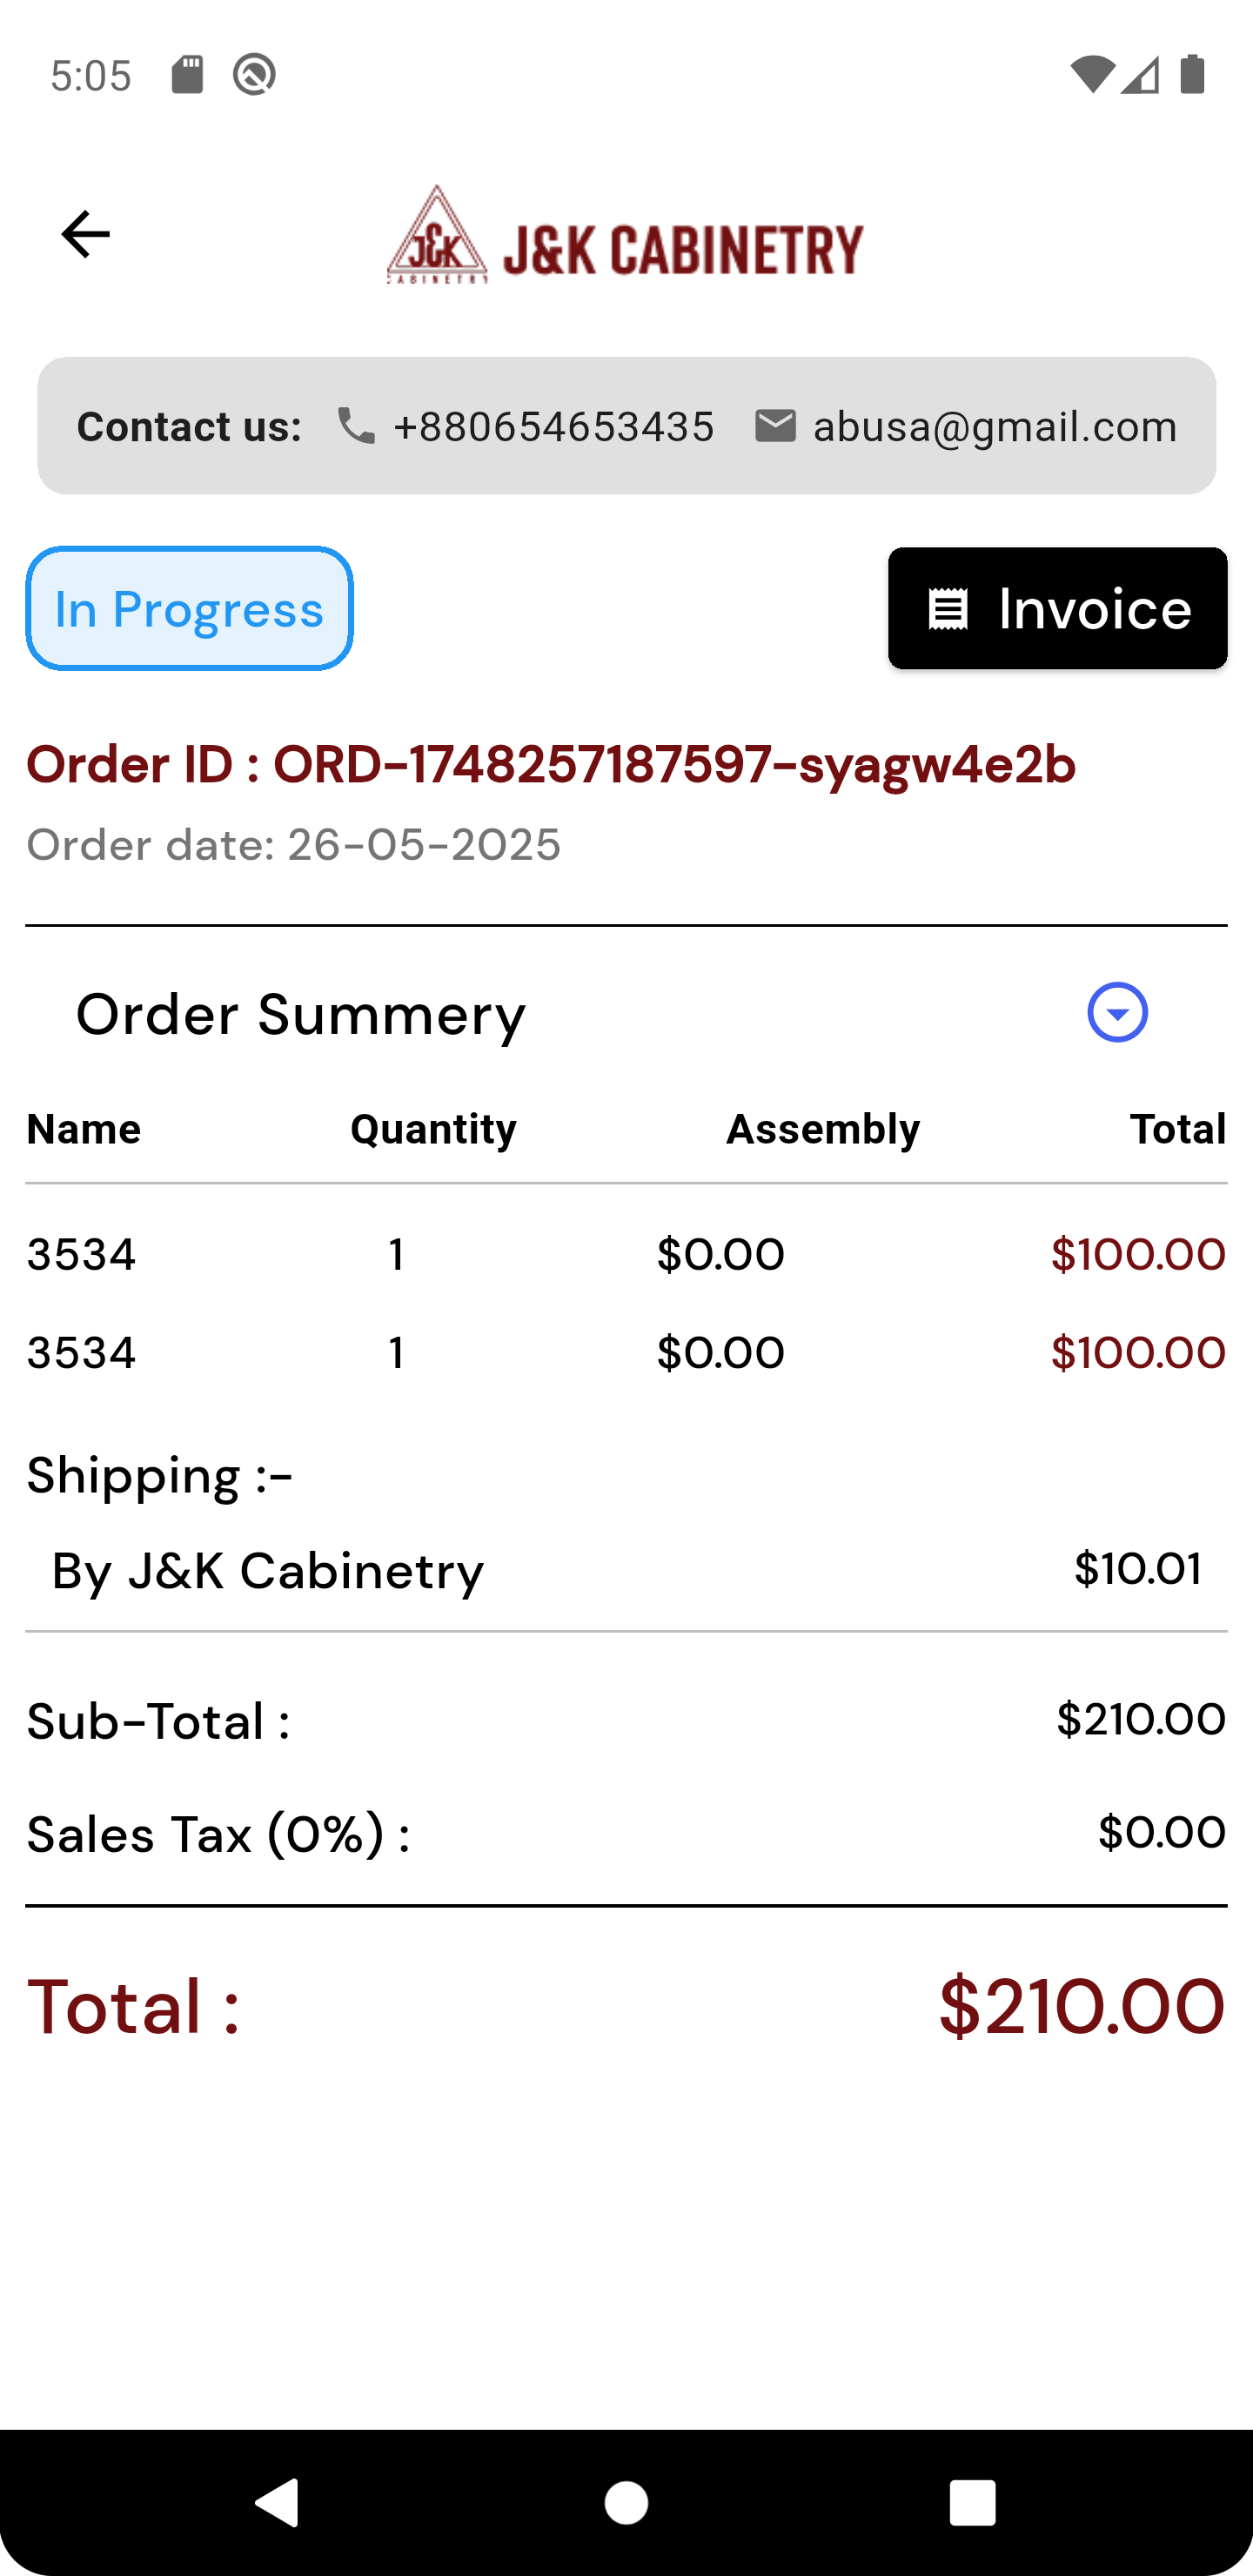 5:05
J&K CABINETRY
J&K CABINETRY
Contact us: +880654653435 abusa@gmail.com
In Progress
Invoice
Order ID : ORD-1748257187597-syagw4e2b
Order date: 26-05-2025
Order Summery
Name Quantity Assembly Total
3534 1 $0.00 $100.00
3534 1 $0.00 $100.00
Shipping :-
By J&K Cabinetry $10.01
Sub-Total : $210.00
Sales Tax (0%) : $0.00
Total : $210.00